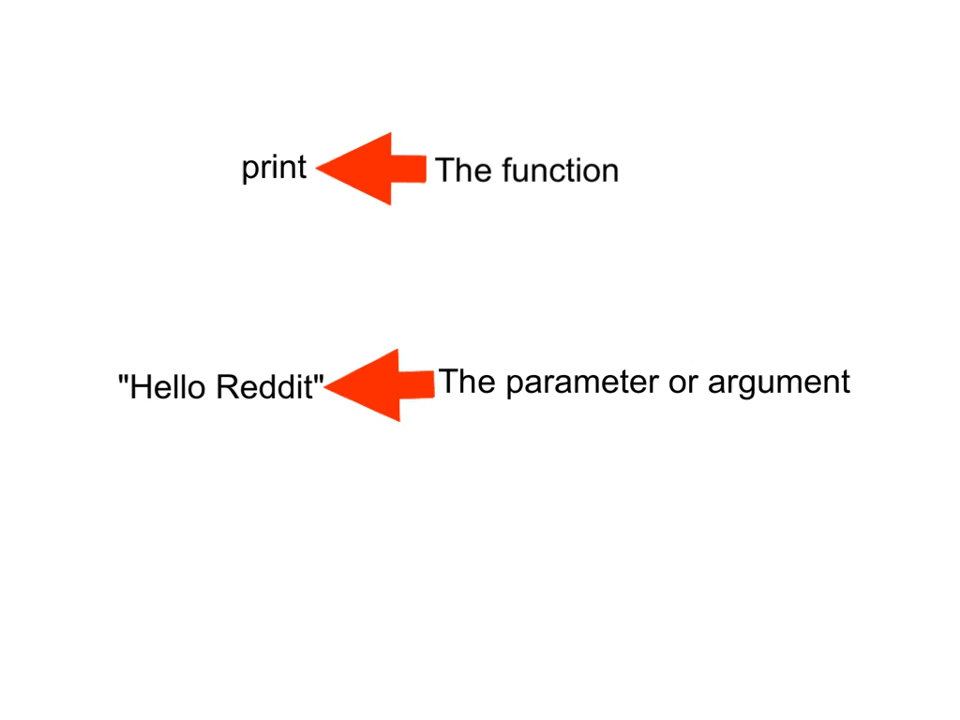 print The function
"Hello Reddit" The parameter or argument